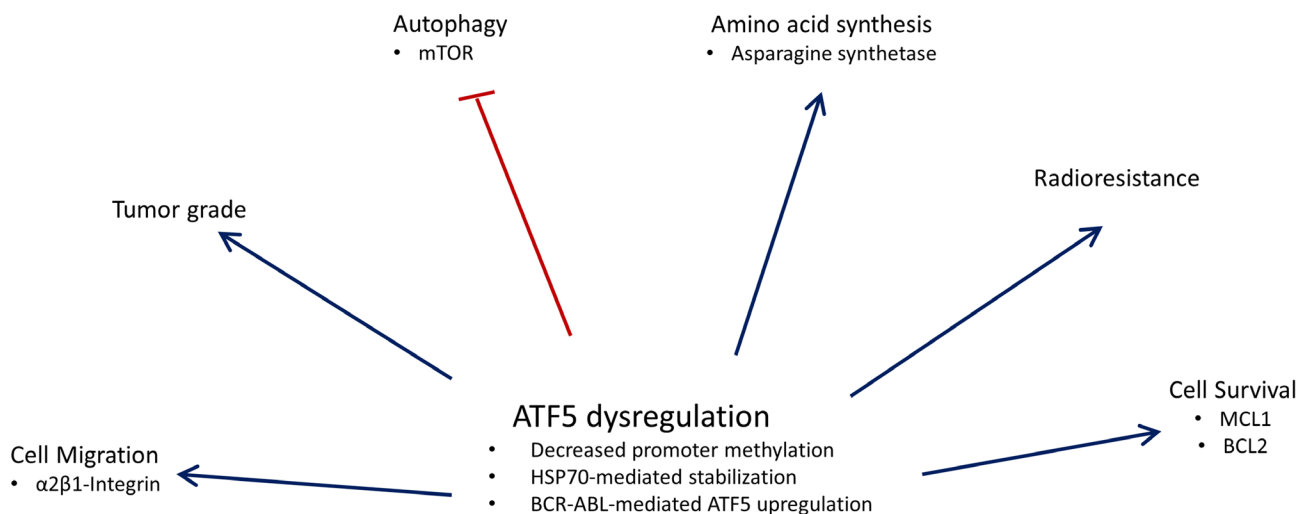 Autophagy
• mTOR
Amino acid synthesis
• Asparagine synthetase
Radioresistance
Tumor grade
Cell Survival
• MCL1
• BCL2
ATF5 dysregulation
• Decreased promoter methylation
• HSP70-mediated stabilization
• BCR-ABL-mediated ATF5 upregulation
Cell Migration
• α2β1-Integrin